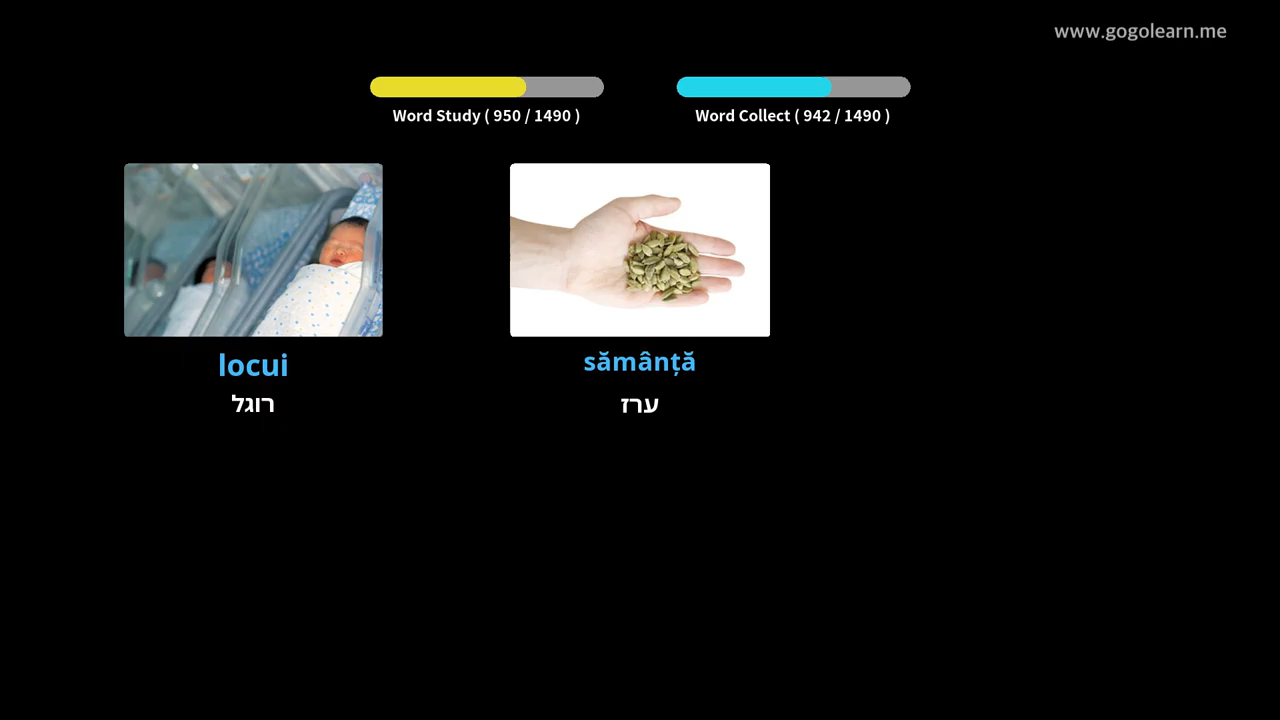 www.gogolearn.me
Word Study ( 950 / 1490 )
Word Collect ( 942 / 1490 )
locui
רוגל
sămânță
ערז